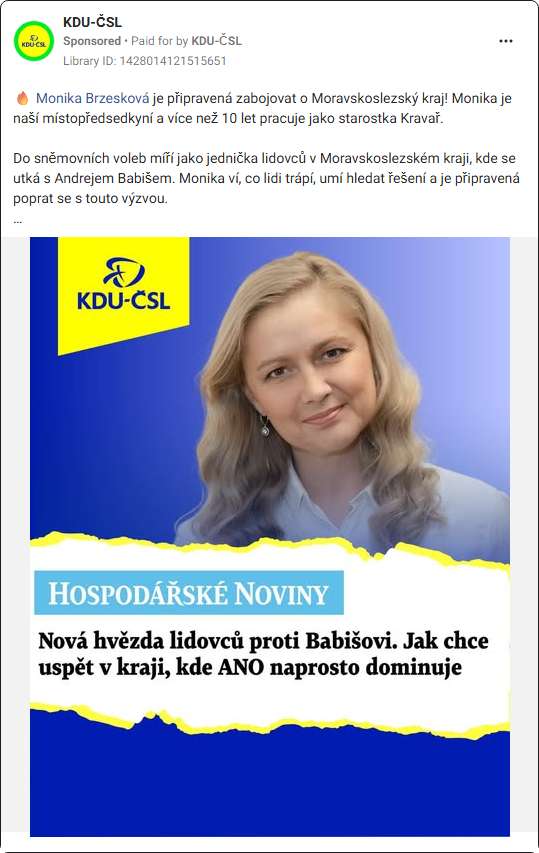 KDU-ČSL
Sponsored • Paid for by KDU-ČSL
Library ID: 1428014121515651
🔥 Monika Brzesková je připravená zabojovat o Moravskoslezský kraj! Monika je
naší místopředsedkyní a více než 10 let pracuje jako starostka Kravař.
Do sněmovních voleb míří jako jednička lidovců v Moravskoslezském kraji, kde se
utká s Andrejem Babišem. Monika ví, co lidi trápí, umí hledat řešení a je připravená
poprat se s touto výzvou.
...
KDU-ČSL
HOSPODÁŘSKÉ NOVINY
Nová hvězda lidovců proti Babišovi. Jak chce
uspět v kraji, kde ANO naprosto dominuje